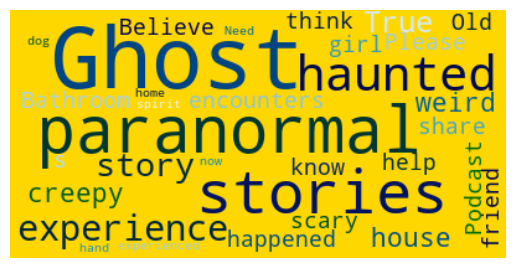 Believe Need think True Old
dog Ghost girl Please
haunted
home
Bathroom spirit encounters weird
paranormal share
s story now know help
creepy stories
experience scary
happened house
hand experienced
Podcast
friend